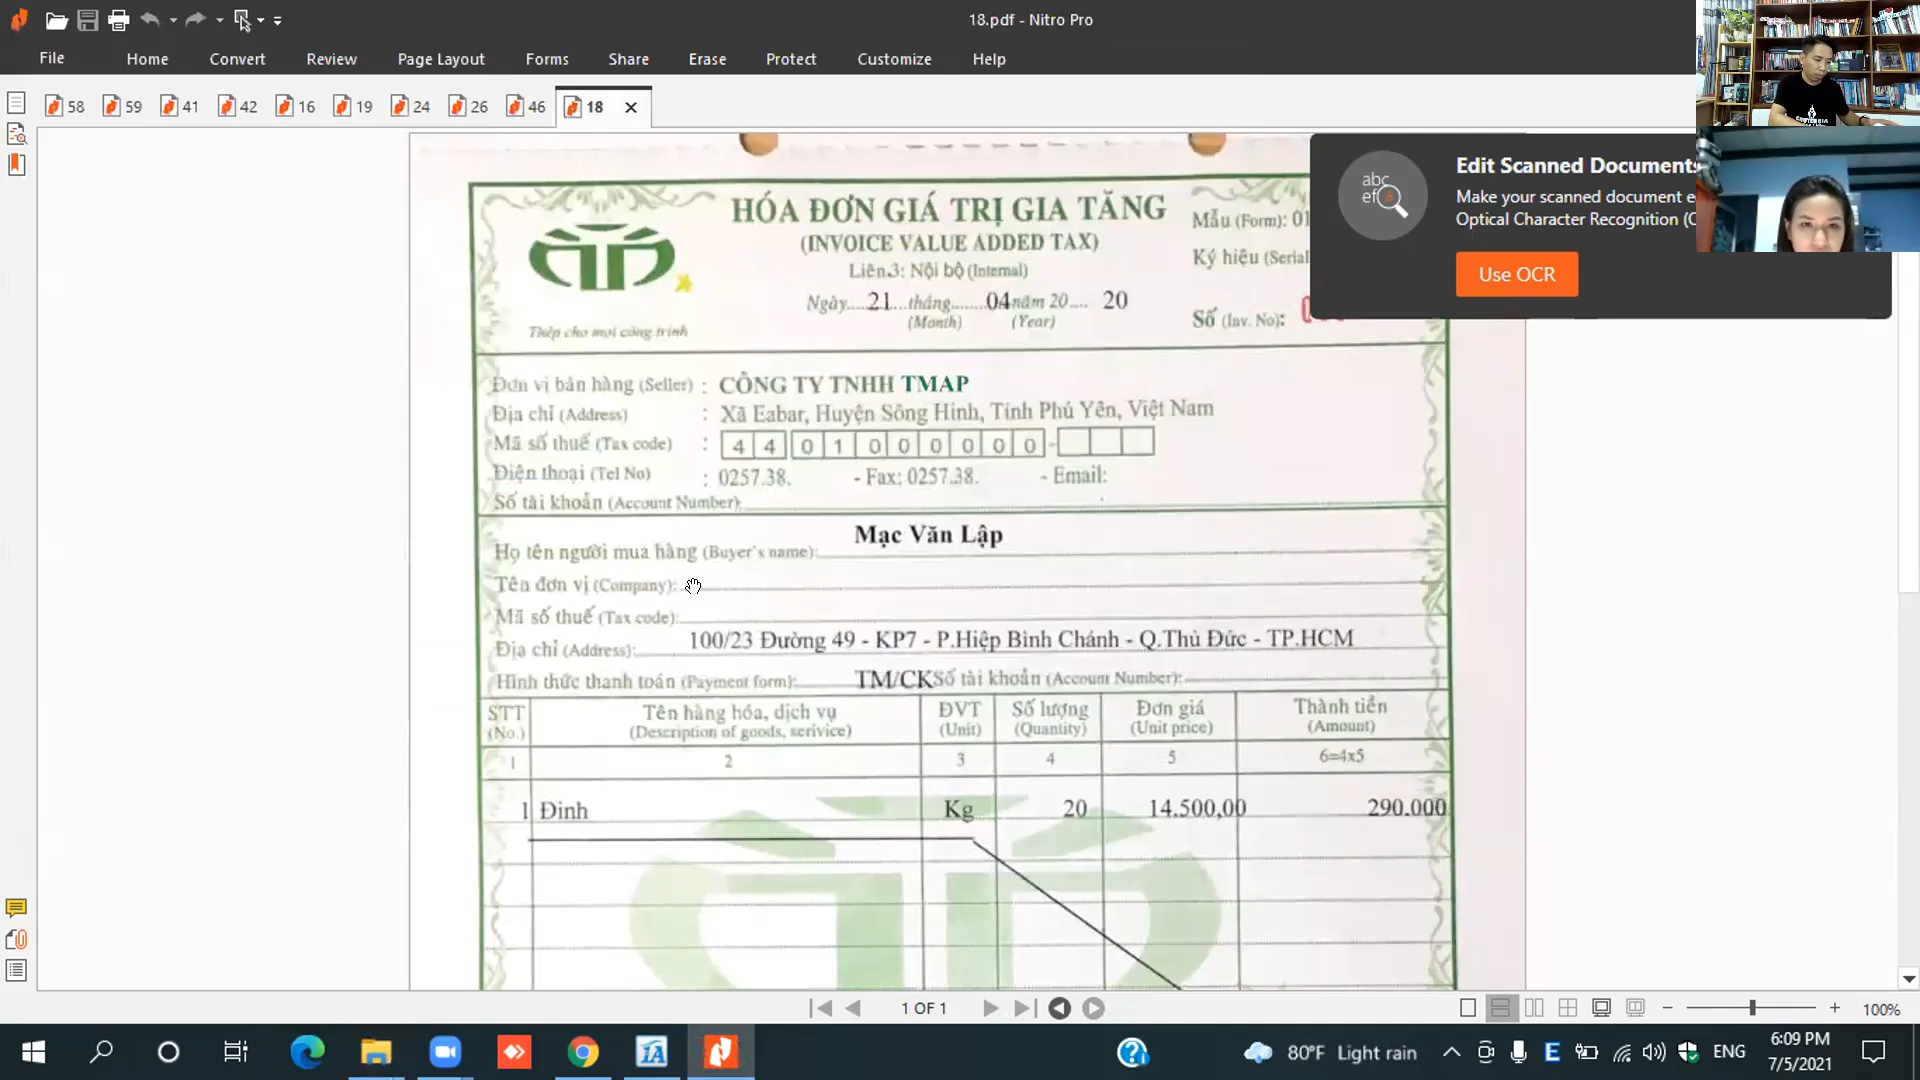 18.pdf - Nitro Pro
File Home Convert Review Page Layout Forms Share Erase Protect Customize Help
58 59 41 42 16 19 24 26 46 18
Edit Scanned Documents
Make your scanned document e
Optical Character Recognition (
Use OCR
HÓA ĐƠN GIÁ TRỊ GIA TĂNG
(INVOICE VALUE ADDED TAX)
Liên3: Nội bộ (Internal)
Ngày 21 tháng 04 năm 20 20
(Month) (Year)
Mẫu (Form): 01
Ký hiệu (Serial
Số (Inv. No):
Thép cho mọi công trình
Đơn vị bán hàng (Seller) : CÔNG TY TNHH TMAP
Địa chỉ (Address) : Xã Eabar, Huyện Sông Hinh, Tỉnh Phú Yên, Việt Nam
Mã số thuế (Tax code) : 4 4 0 1 0 0 0 0 0 0 -
Điện thoại (Tel No) : 0257.38. - Fax: 0257.38. - Email:
Số tài khoản (Account Number):
Họ tên người mua hàng (Buyer's name): Mạc Văn Lập
Tên đơn vị (Company):
Mã số thuế (Tax code):
Địa chỉ (Address): 100/23 Đường 49 - KP7 - P.Hiệp Bình Chánh - Q.Thủ Đức - TP.HCM
Hình thức thanh toán (Payment form): TM/CK Số tài khoản (Account Number):
STT Tên hàng hóa, dịch vụ ĐVT Số lượng Đơn giá Thành tiền
(No.) (Description of goods, serivice) (Unit) (Quantity) (Unit price) (Amount)
1 2 3 4 5 6=4x5
1 Đinh Kg 20 14.500,00 290.000
1 OF 1
100%
80°F Light rain
ENG
6:09 PM
7/5/2021